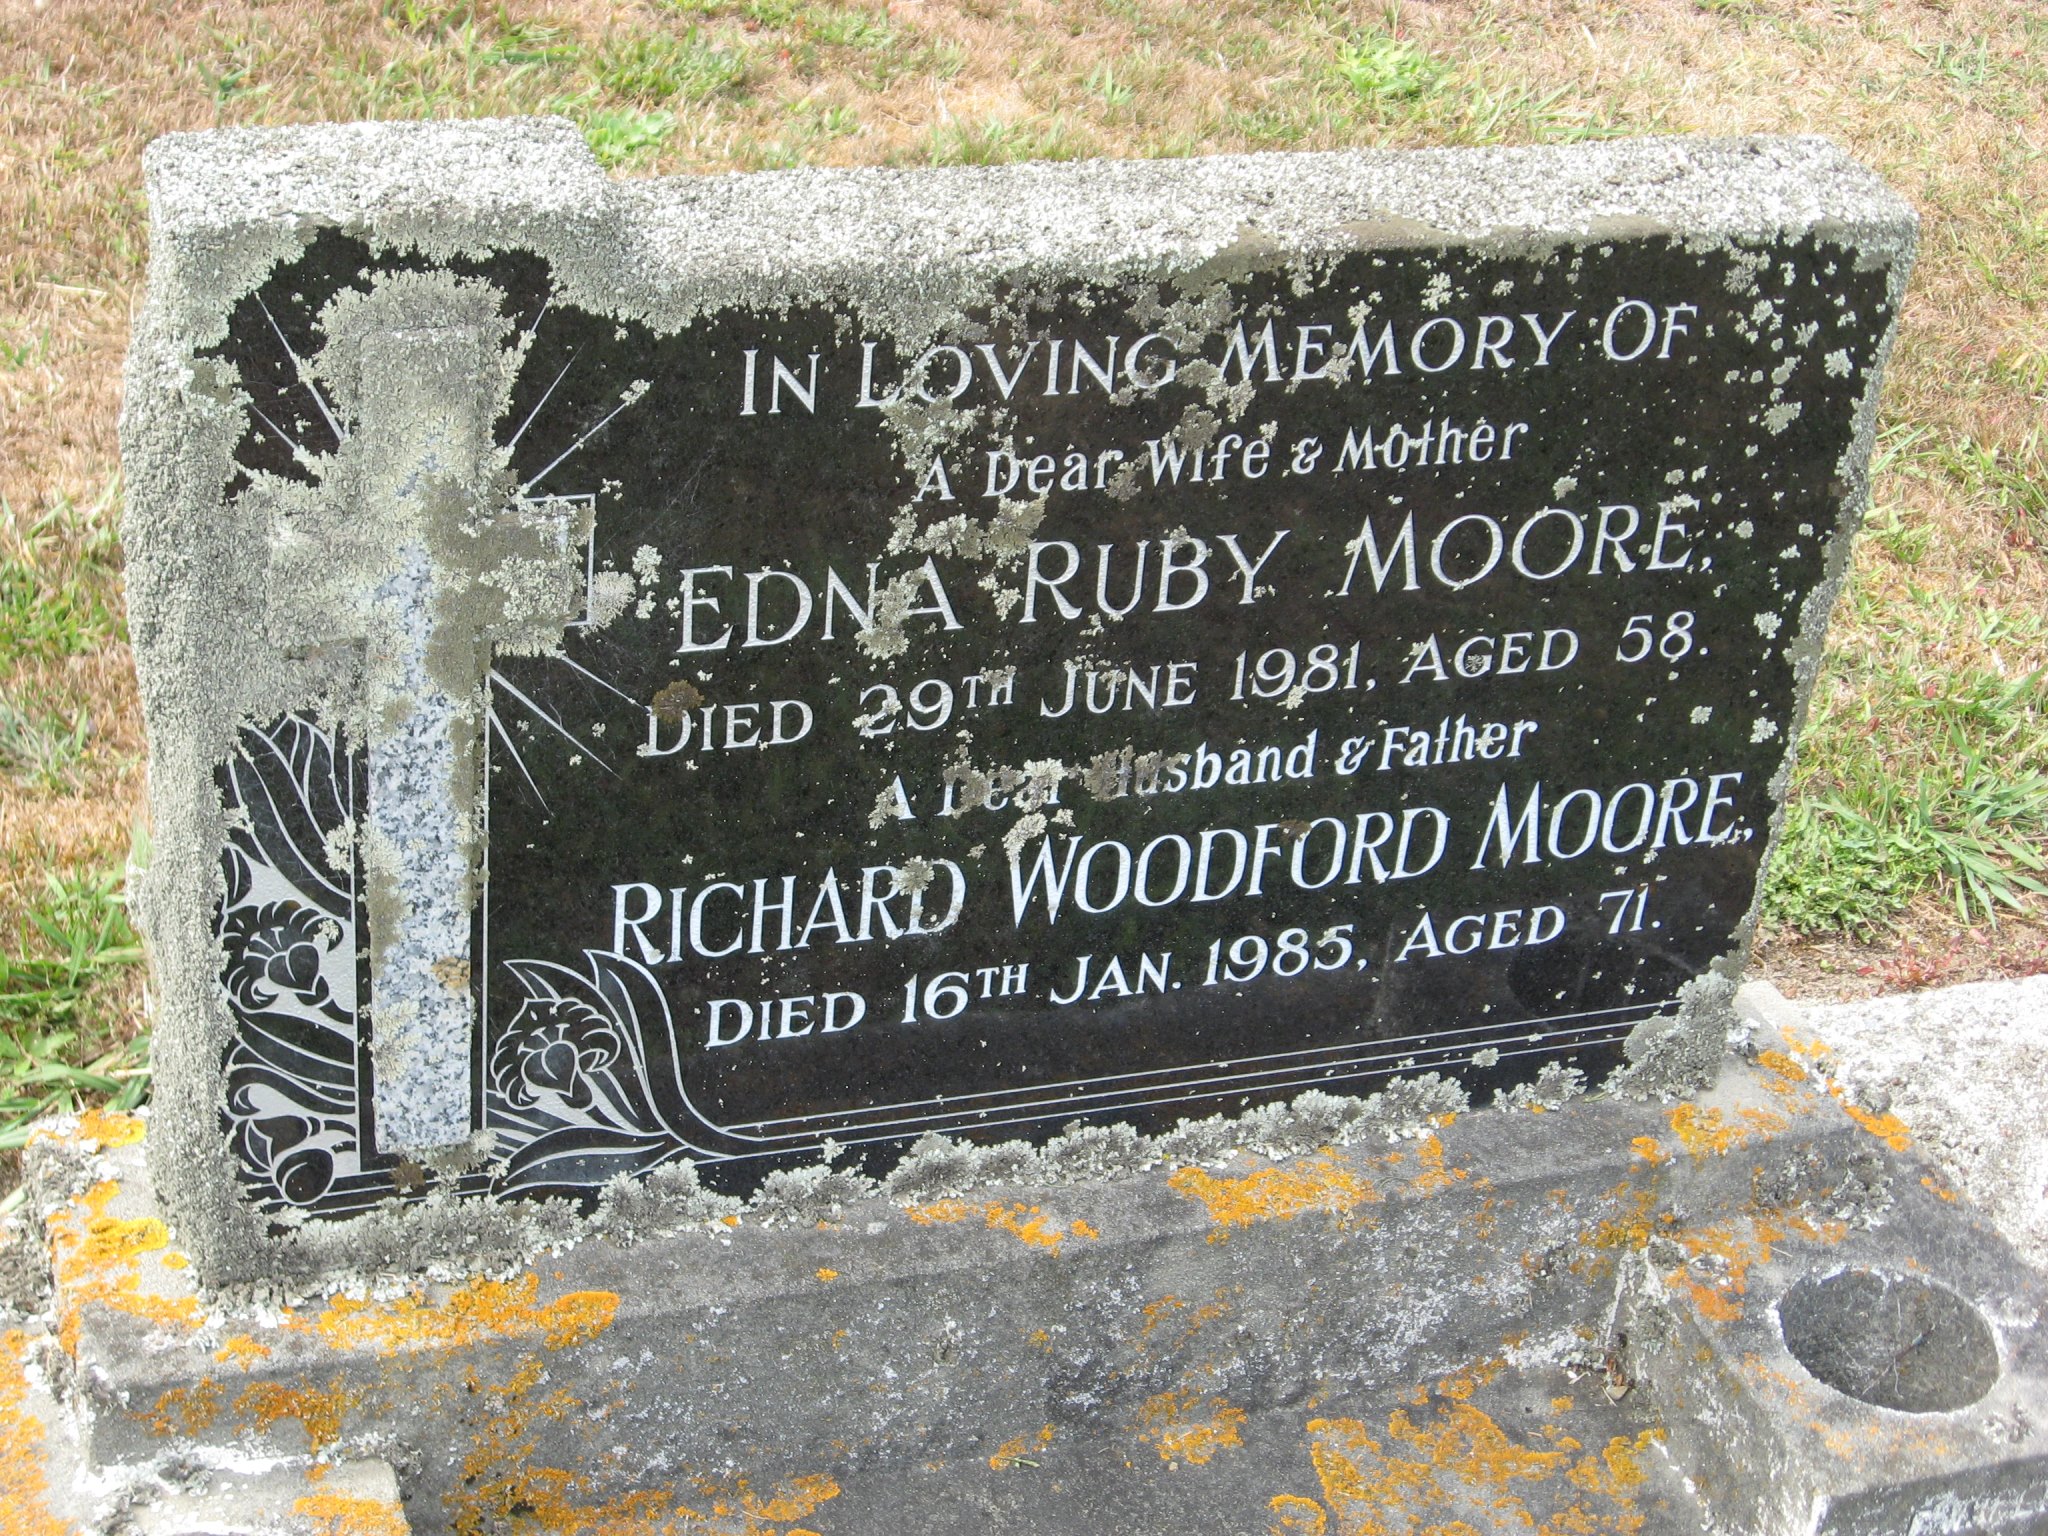 IN LOVING MEMORY OF
A Dear Wife & Mother
EDNA RUBY MOORE,
DIED 29TH JUNE 1981, AGED 58.
A Dear Husband & Father
RICHARD WOODFORD MOORE,
DIED 16TH JAN. 1985, AGED 71.